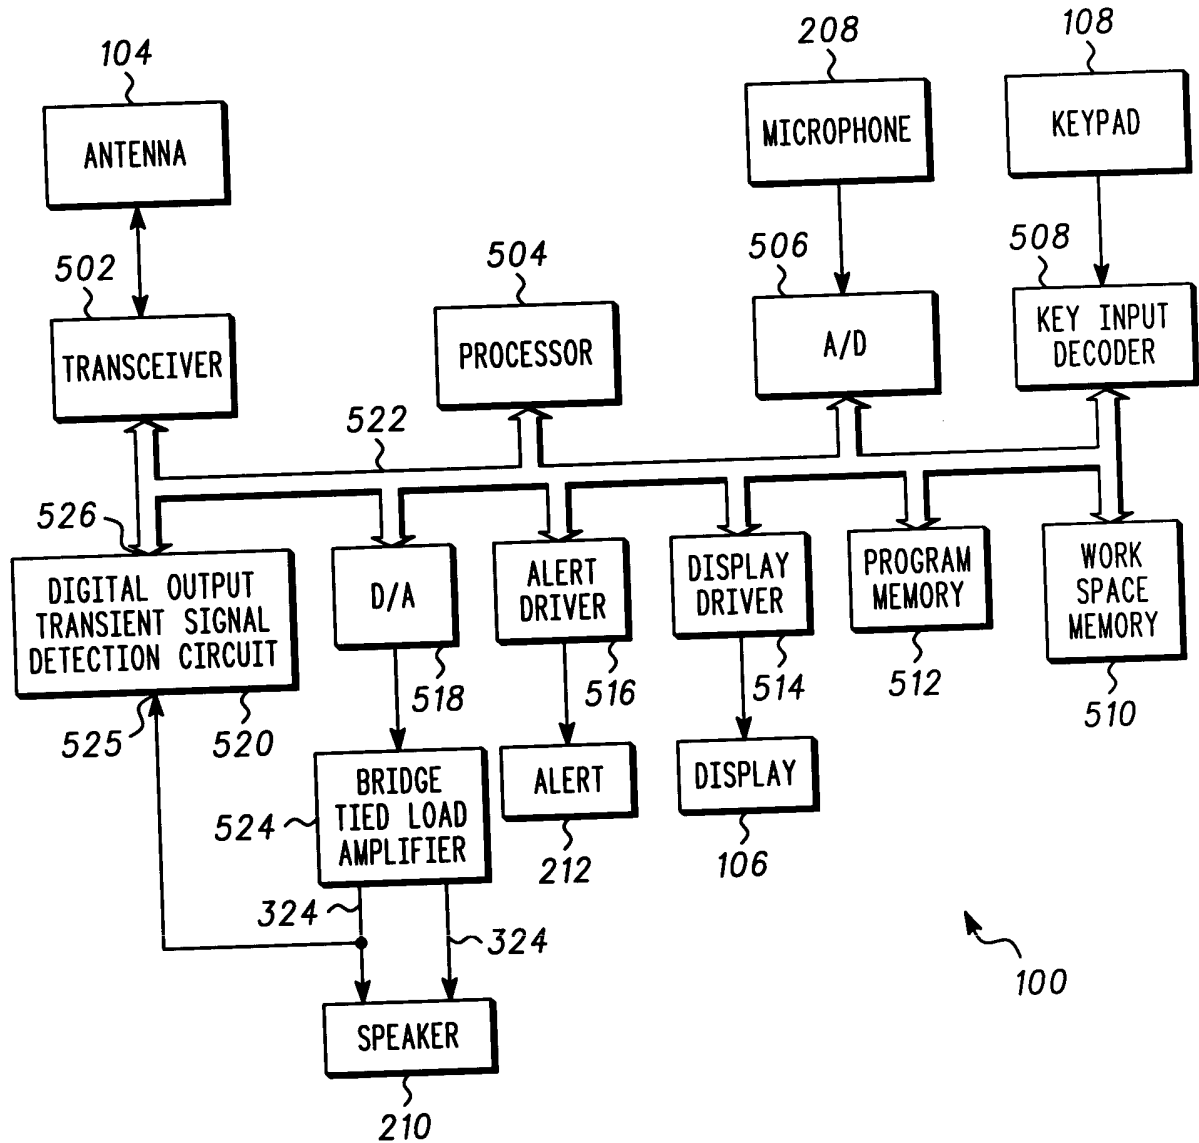 104
208
108
ANTENNA
MICROPHONE
KEYPAD
502
504
506
508
TRANSCEIVER
PROCESSOR
A/D
KEY INPUT
DECODER
522
526
DIGITAL OUTPUT
TRANSIENT SIGNAL
DETECTION CIRCUIT
D/A
ALERT
DRIVER
DISPLAY
DRIVER
PROGRAM
MEMORY
WORK
SPACE
MEMORY
525
520
518
516
514
512
510
BRIDGE
TIED LOAD
AMPLIFIER
524
ALERT
DISPLAY
212
106
324
324
100
SPEAKER
210